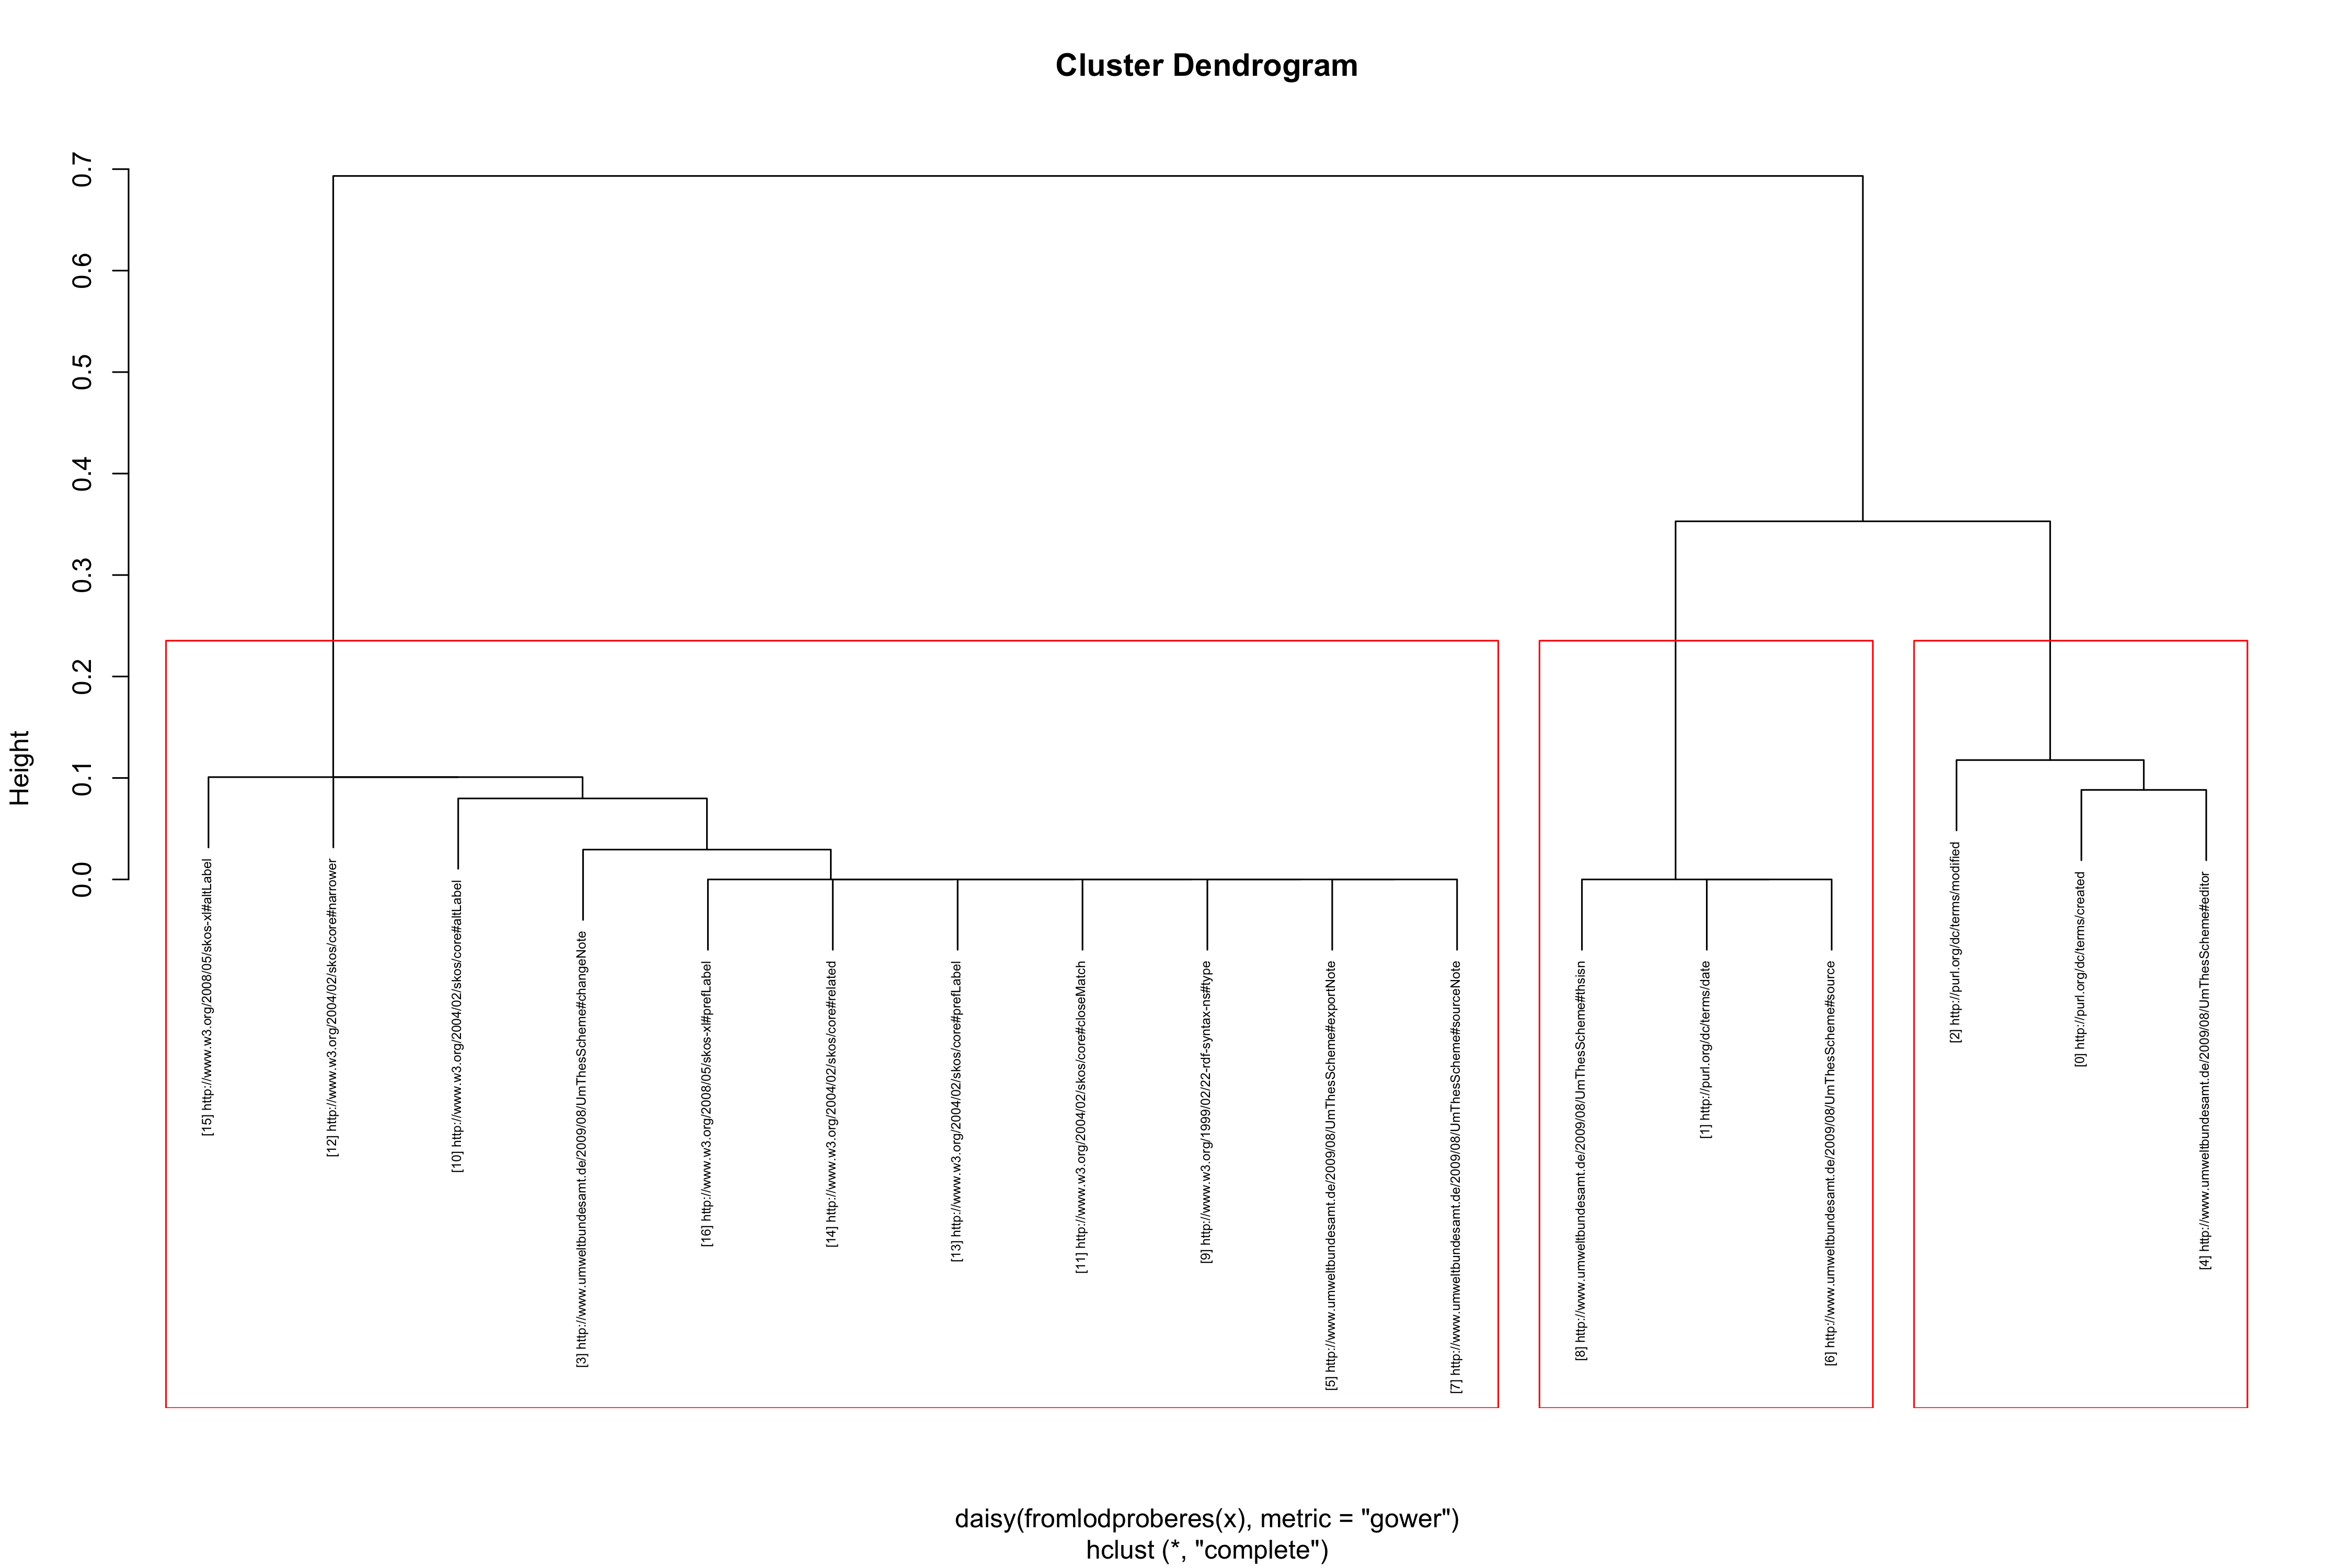 Cluster Dendrogram
0.7
0.6
0.5
0.4
0.3
0.2
0.1
0.0
Height
[15] http://www.w3.org/2008/05/skos-xl#altLabel
[12] http://www.w3.org/2004/02/skos/core#narrower
[10] http://www.w3.org/2004/02/skos/core#altLabel
[3] http://www.umweltbundesamt.de/2009/08/UmThesScheme#changeNote
[16] http://www.w3.org/2008/05/skos-xl#prefLabel
[14] http://www.w3.org/2004/02/skos/core#related
[13] http://www.w3.org/2004/02/skos/core#prefLabel
[11] http://www.w3.org/2004/02/skos/core#closeMatch
[9] http://www.w3.org/1999/02/22-rdf-syntax-ns#type
[5] http://www.umweltbundesamt.de/2009/08/UmThesScheme#exportNote
[7] http://www.umweltbundesamt.de/2009/08/UmThesScheme#sourceNote
[8] http://www.umweltbundesamt.de/2009/08/UmThesScheme#thsisn
[1] http://purl.org/dc/terms/date
[6] http://www.umweltbundesamt.de/2009/08/UmThesScheme#source
[2] http://purl.org/dc/terms/modified
[0] http://purl.org/dc/terms/created
[4] http://www.umweltbundesamt.de/2009/08/UmThesScheme#editor
daisy(fromlodproberes(x), metric = "gower")
hclust (*, "complete")